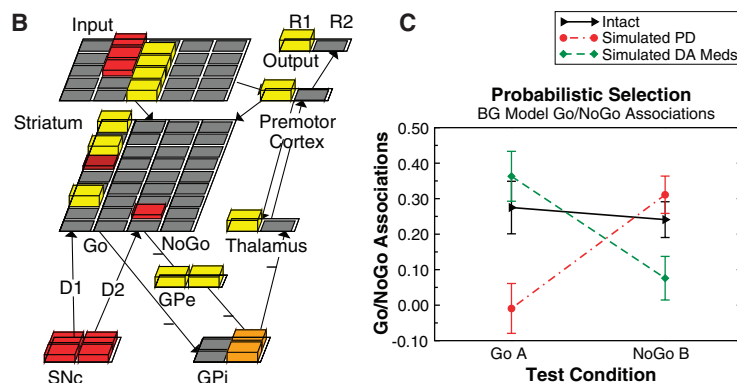 B
Input
R1 R2
Output
Premotor
Cortex
Striatum
Go
NoGo
Thalamus
D1
D2
GPe
SNc
GPi
C
Intact
Simulated PD
Simulated DA Meds
Probabilistic Selection
BG Model Go/NoGo Associations
Go/NoGo Associations
0.50
0.40
0.30
0.20
0.10
0.00
-0.10
Go A
NoGo B
Test Condition